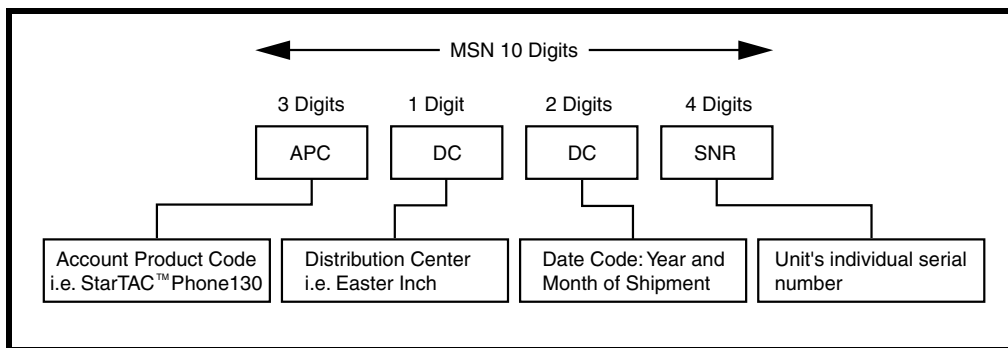 MSN 10 Digits
3 Digits 1 Digit 2 Digits 4 Digits
APC DC DC SNR
Account Product Code
i.e. StarTAC™Phone130
Distribution Center
i.e. Easter Inch
Date Code: Year and
Month of Shipment
Unit's individual serial
number